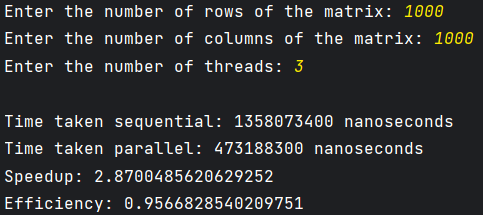 Enter the number of rows of the matrix: 1000
Enter the number of columns of the matrix: 1000
Enter the number of threads: 3
Time taken sequential: 1358073400 nanoseconds
Time taken parallel: 473188300 nanoseconds
Speedup: 2.8700485620629252
Efficiency: 0.9566828540209751